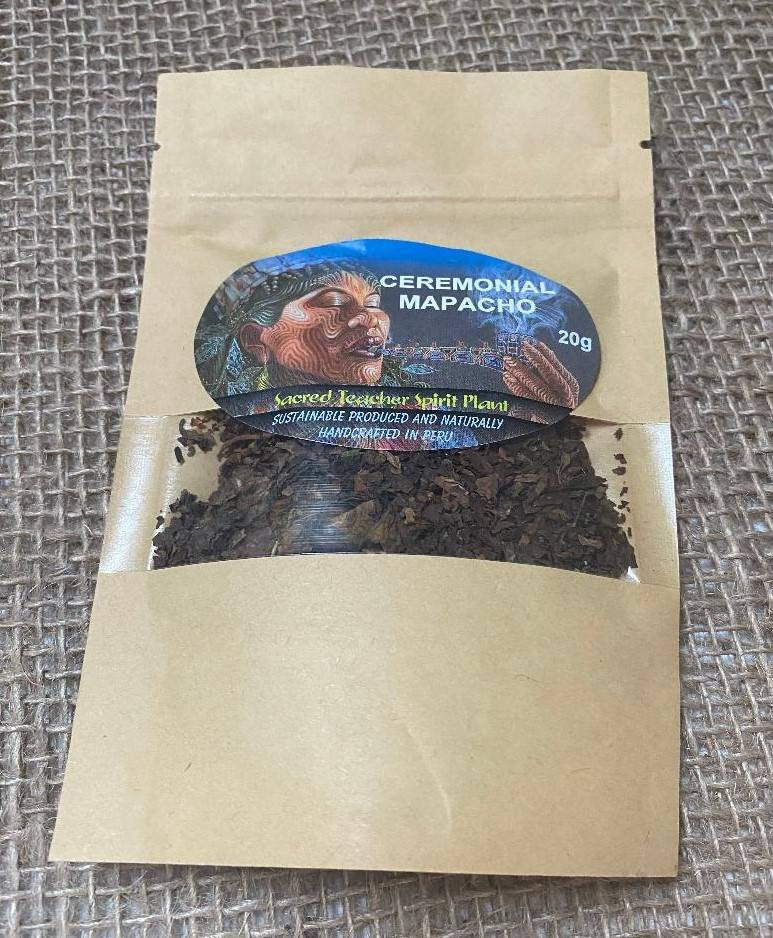 CEREMONIAL
MAPACHO
20g
Sacred Teacher Spirit Plant
SUSTAINABLE PRODUCED AND NATURALLY
HANDCRAFTED IN PERU